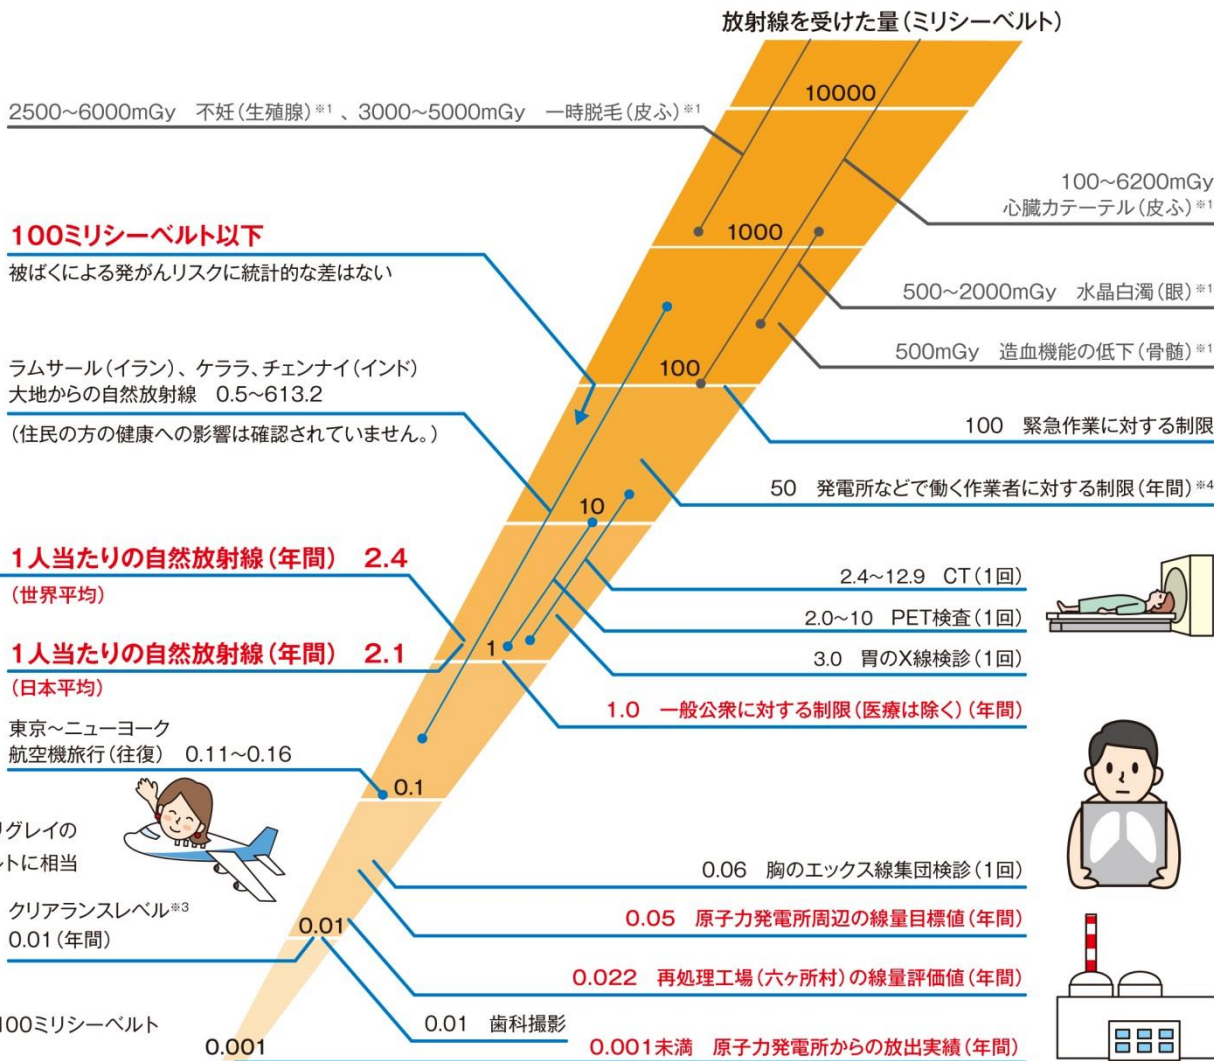 放射線を受けた量(ミリシーベルト)
10000
2500~6000mGy 不妊(生殖腺)※1 、3000~5000mGy 一時脱毛(皮ふ)※1
100~6200mGy
心臓カテーテル(皮ふ)※1
1000
100ミリシーベルト以下
被ばくによる発がんリスクに統計的な差はない
500~2000mGy 水晶白濁(眼)※1
500mGy 造血機能の低下(骨髄)※1
ラムサール(イラン)、ケララ、チェンナイ(インド)
大地からの自然放射線 0.5~613.2
(住民の方の健康への影響は確認されていません。)
100
100 緊急作業に対する制限
50 発電所などで働く作業者に対する制限(年間)※4
10
1人当たりの自然放射線(年間) 2.4
(世界平均)
2.4~12.9 CT(1回)
2.0~10 PET検査(1回)
1人当たりの自然放射線(年間) 2.1
(日本平均)
1
3.0 胃のX線検診(1回)
1.0 一般公衆に対する制限(医療は除く)(年間)
東京~ニューヨーク
航空機旅行(往復) 0.11~0.16
0.1
リグレイの
ルトに相当
0.06 胸のエックス線集団検診(1回)
クリアランスレベル※3
0.01(年間)
0.01
0.05 原子力発電所周辺の線量目標値(年間)
0.022 再処理工場(六ヶ所村)の線量評価値(年間)
100ミリシーベルト
0.01 歯科撮影
0.001
0.001未満 原子力発電所からの放出実績(年間)